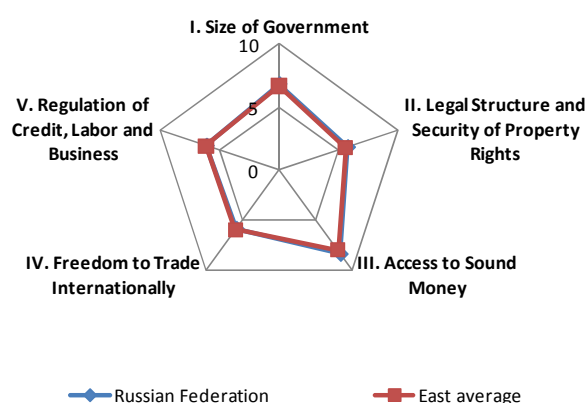 I. Size of Government
10
V. Regulation of
Credit, Labor and
Business
5
II. Legal Structure and
Security of Property
Rights
0
IV. Freedom to Trade
Internationally
III. Access to Sound
Money
Russian Federation
East average